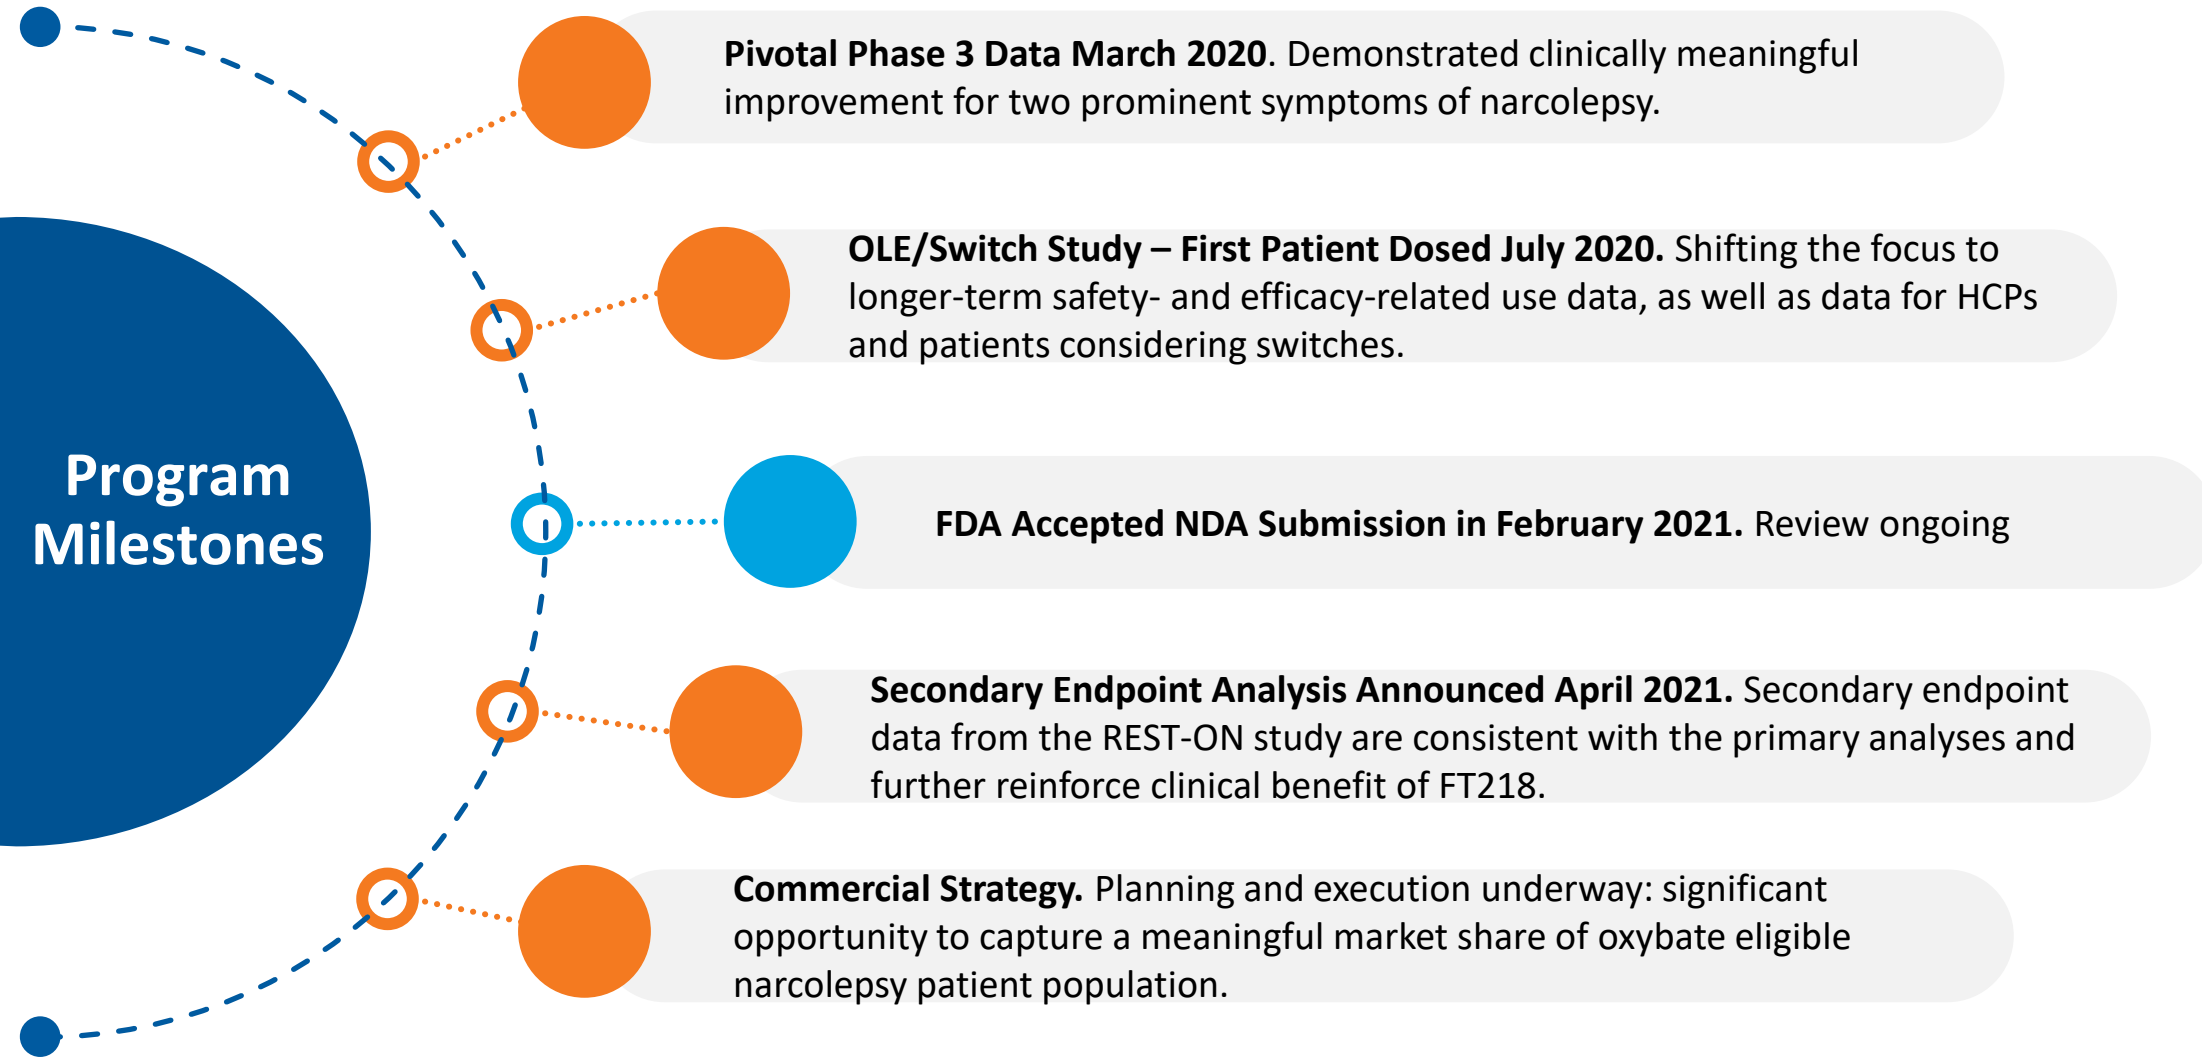 Program
Milestones
Pivotal Phase 3 Data March 2020. Demonstrated clinically meaningful
improvement for two prominent symptoms of narcolepsy.
OLE/Switch Study – First Patient Dosed July 2020. Shifting the focus to
longer-term safety- and efficacy-related use data, as well as data for HCPs
and patients considering switches.
FDA Accepted NDA Submission in February 2021. Review ongoing
Secondary Endpoint Analysis Announced April 2021. Secondary endpoint
data from the REST-ON study are consistent with the primary analyses and
further reinforce clinical benefit of FT218.
Commercial Strategy. Planning and execution underway: significant
opportunity to capture a meaningful market share of oxybate eligible
narcolepsy patient population.